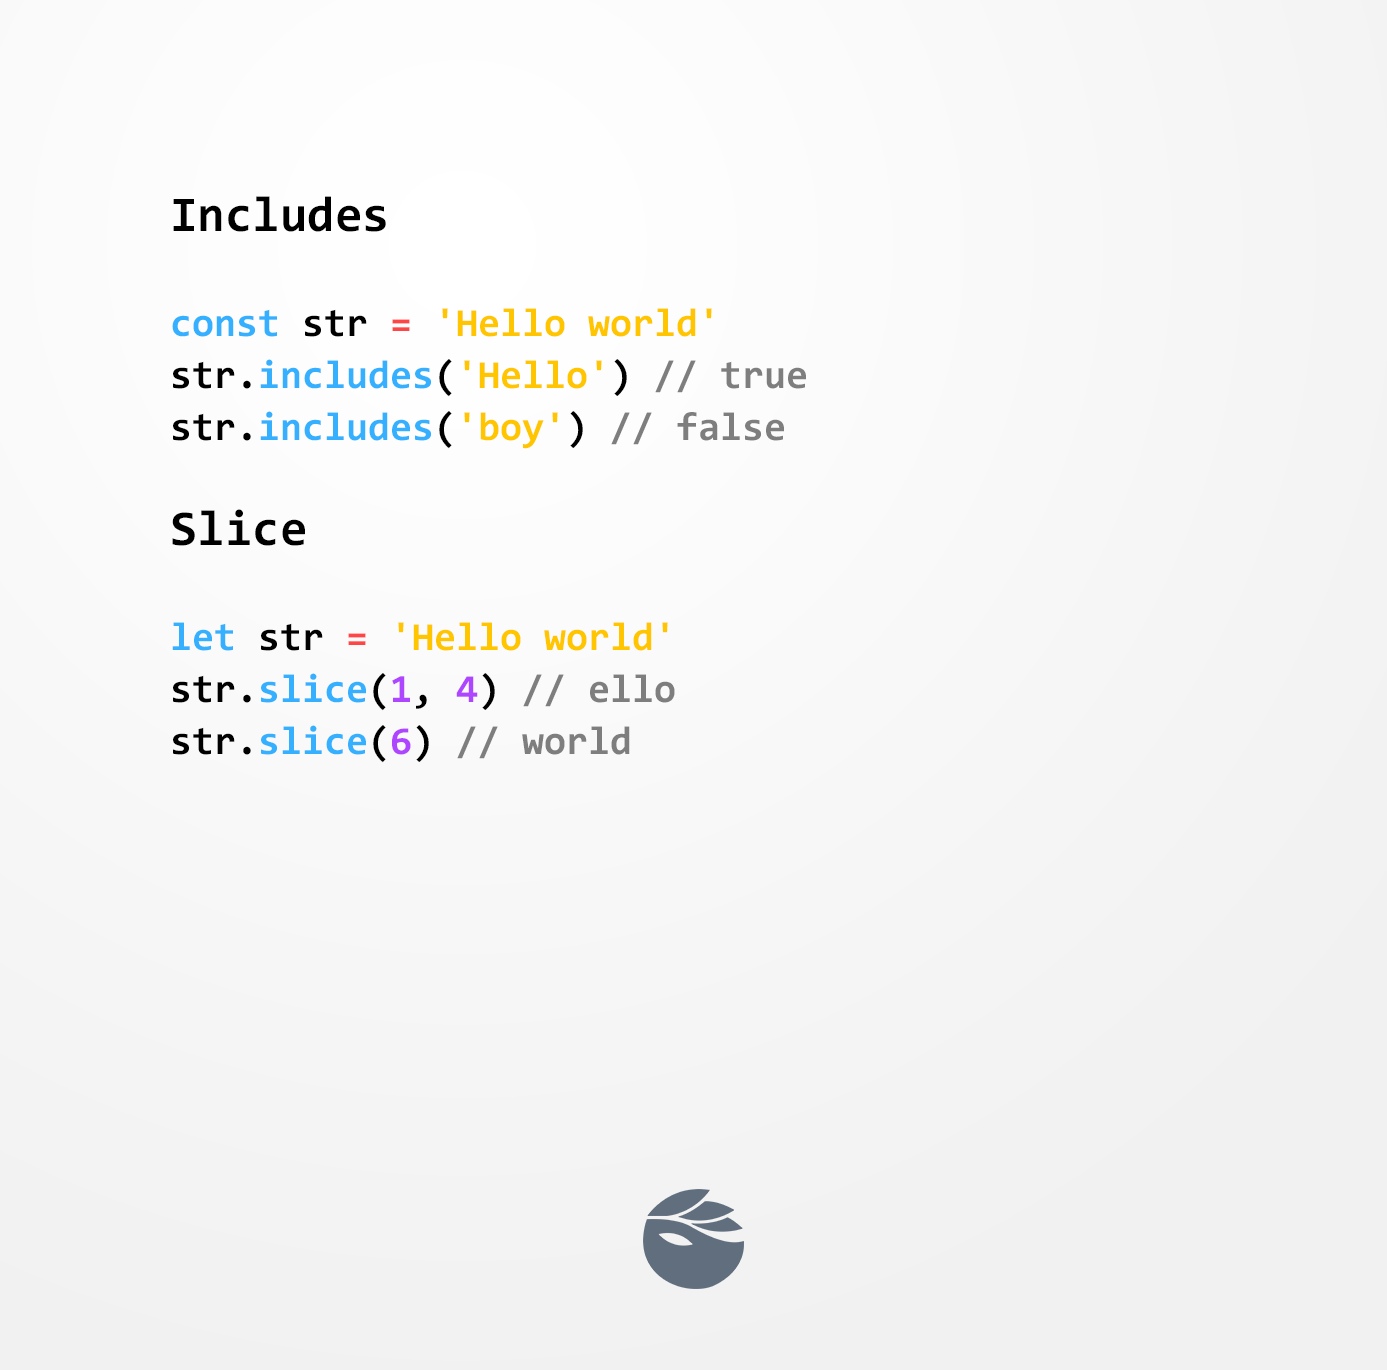 Includes
const str = 'Hello world'
str.includes('Hello') // true
str.includes('boy') // false
Slice
let str = 'Hello world'
str.slice(1, 4) // ello
str.slice(6) // world